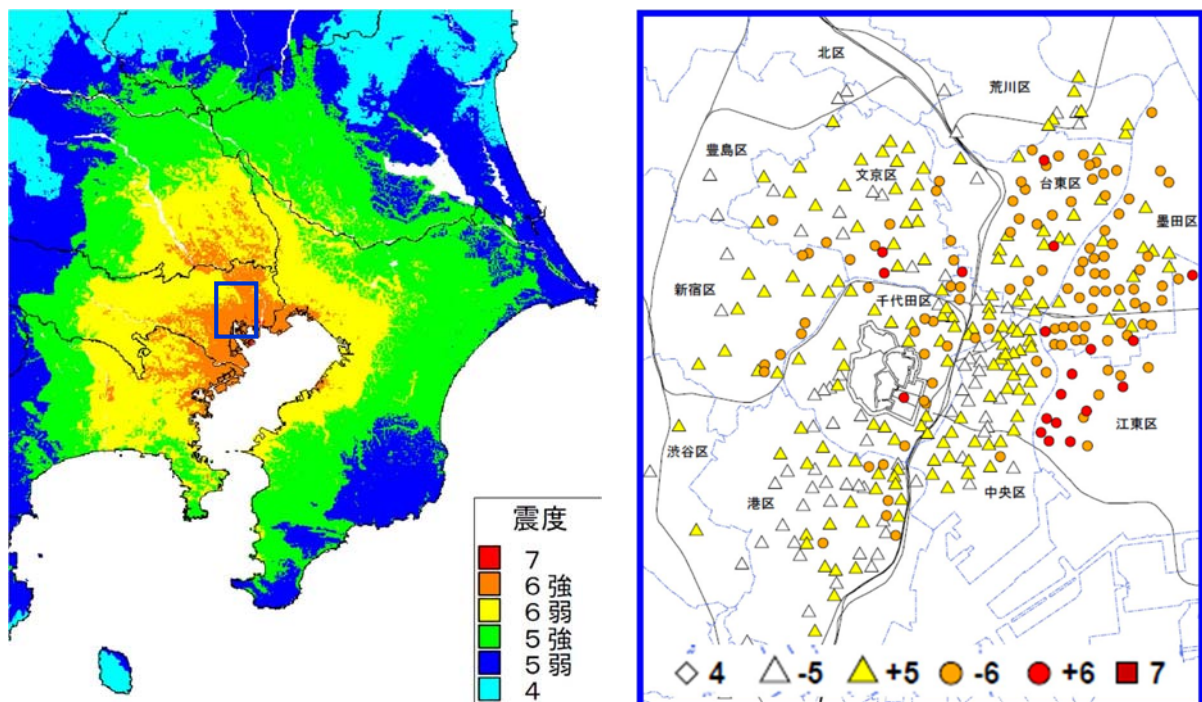 震度
7
6強
6弱
5強
5弱
4
北区
荒川区
豊島区
文京区
台東区
墨田区
新宿区
千代田区
渋谷区
江東区
港区
中央区
4 -5 +5 -6 +6 7